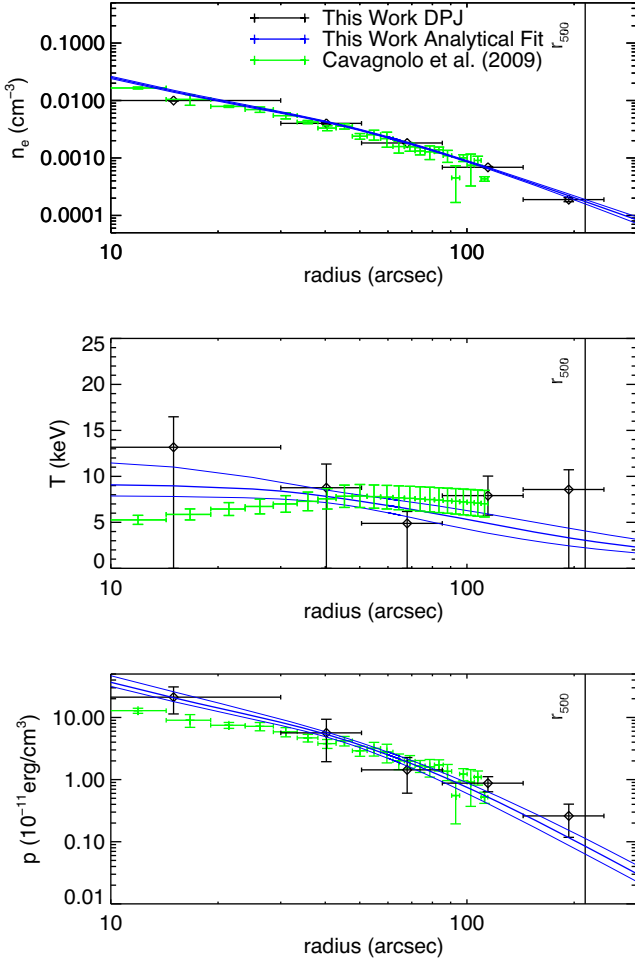 This Work DPJ
This Work Analytical Fit
Cavagnolo et al. (2009)
r500
0.1000
0.0100
0.0010
0.0001
nₑ (cm⁻³)
10
100
radius (arcsec)
25
20
15
10
5
0
T (keV)
r500
10
100
radius (arcsec)
10.00
1.00
0.10
0.01
p (10⁻¹¹erg/cm³)
r500
10
100
radius (arcsec)